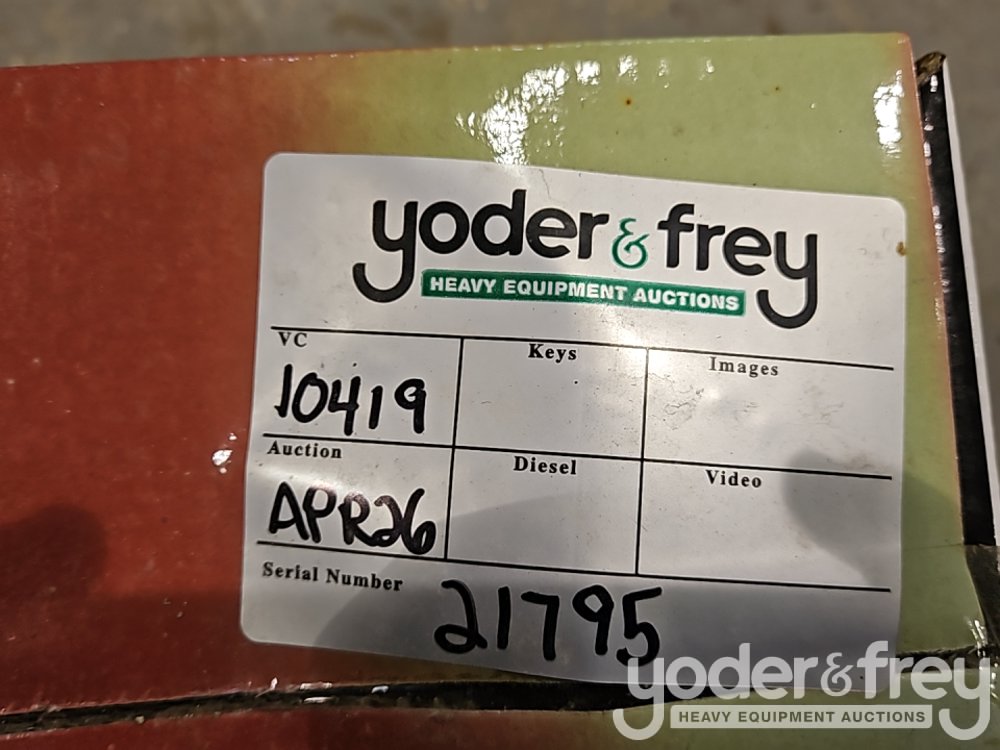 yoder & frey
HEAVY EQUIPMENT AUCTIONS
VC Keys Images
10419
Auction Diesel Video
APR26
Serial Number 21795
yoder & frey
HEAVY EQUIPMENT AUCTIONS